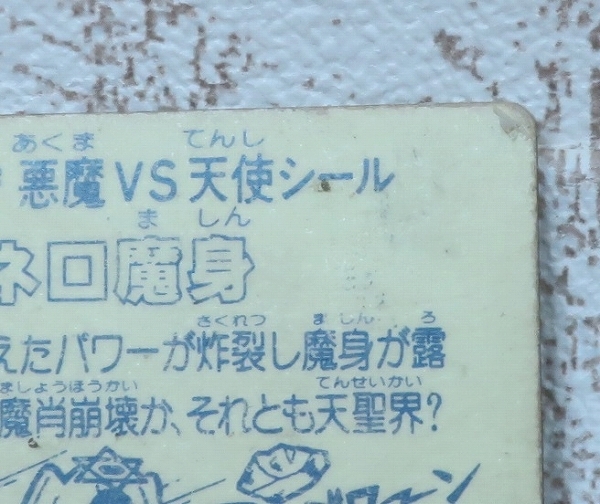 あくま てんし
悪魔VS天使シール
ま しん
ネロ魔身
さくれつ ま しん ろ
えたパワーが炸裂し魔身が露
ましょうほうかい てんせいかい
魔肖崩壊か、それとも天聖界?